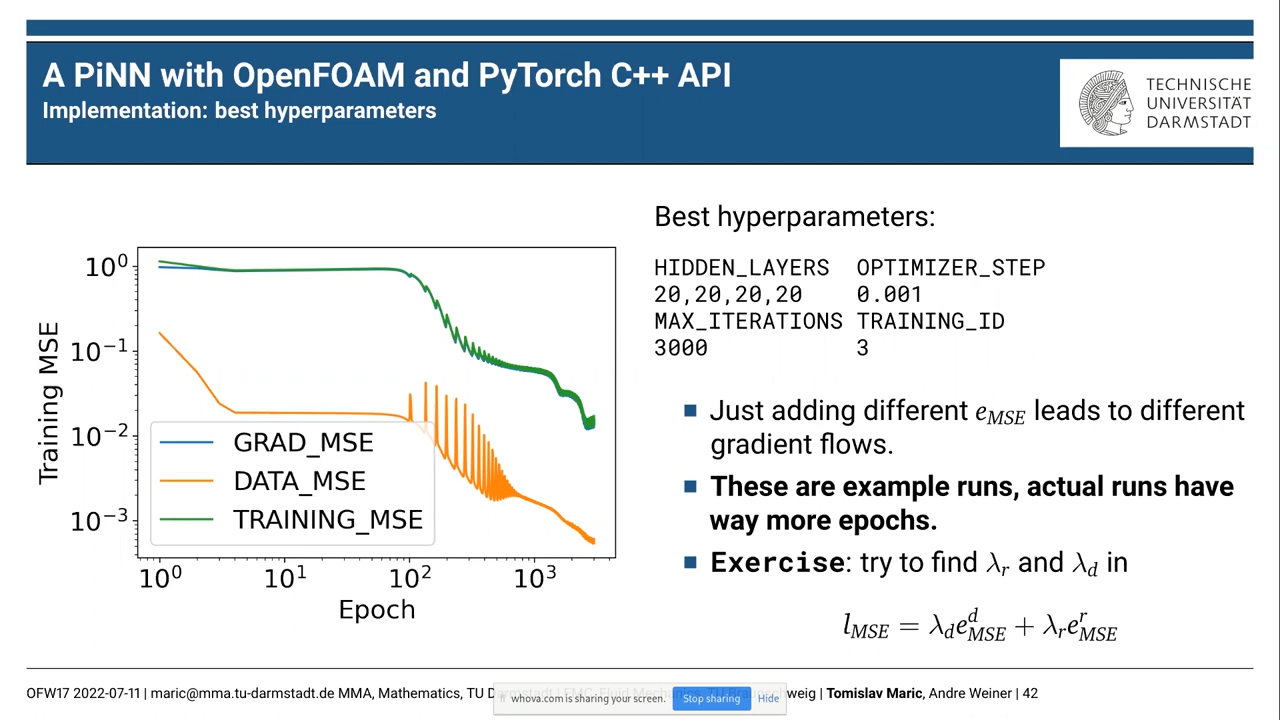 A PiNN with OpenFOAM and PyTorch C++ API
Implementation: best hyperparameters
TECHNISCHE
UNIVERSITÄT
DARMSTADT
Best hyperparameters:
HIDDEN_LAYERS OPTIMIZER_STEP
20,20,20,20 0.001
MAX_ITERATIONS TRAINING_ID
3000 3
Just adding different e_MSE leads to different
gradient flows.
These are example runs, actual runs have
way more epochs.
Exercise: try to find λ_r and λ_d in
l_MSE = λ_d e^d_MSE + λ_r e^r_MSE
Training MSE
10^0
10^-1
10^-2
10^-3
GRAD_MSE
DATA_MSE
TRAINING_MSE
10^0 10^1 10^2 10^3
Epoch
OFW17 2022-07-11 | maric@mma.tu-darmstadt.de MMA, Mathematics, TU | Tomislav Maric, Andre Weiner | 42
whova.com is sharing your screen. Stop sharing Hide